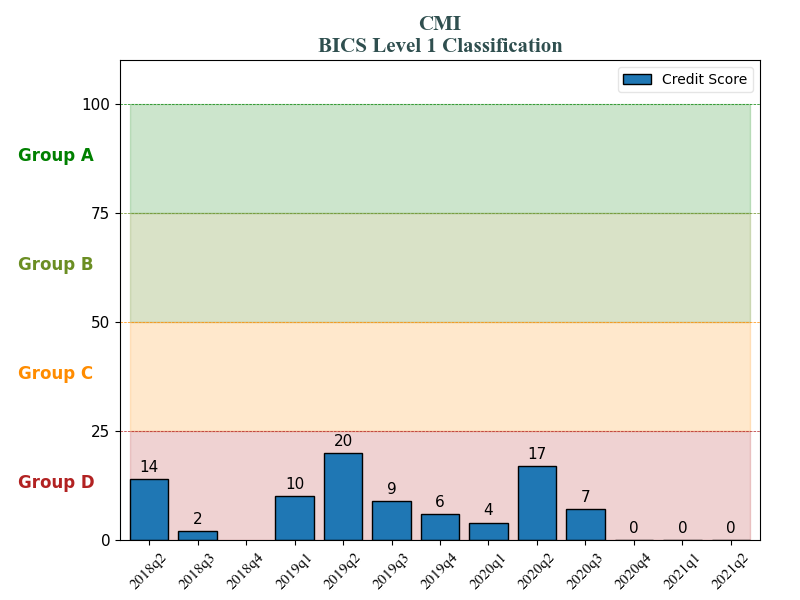 CMI
BICS Level 1 Classification
Credit Score
100
Group A
75
Group B
50
Group C
25
Group D
0
14
2
10
20
9
6
4
17
7
0
0
0
2018q2
2018q3
2018q4
2019q1
2019q2
2019q3
2019q4
2020q1
2020q2
2020q3
2020q4
2021q1
2021q2